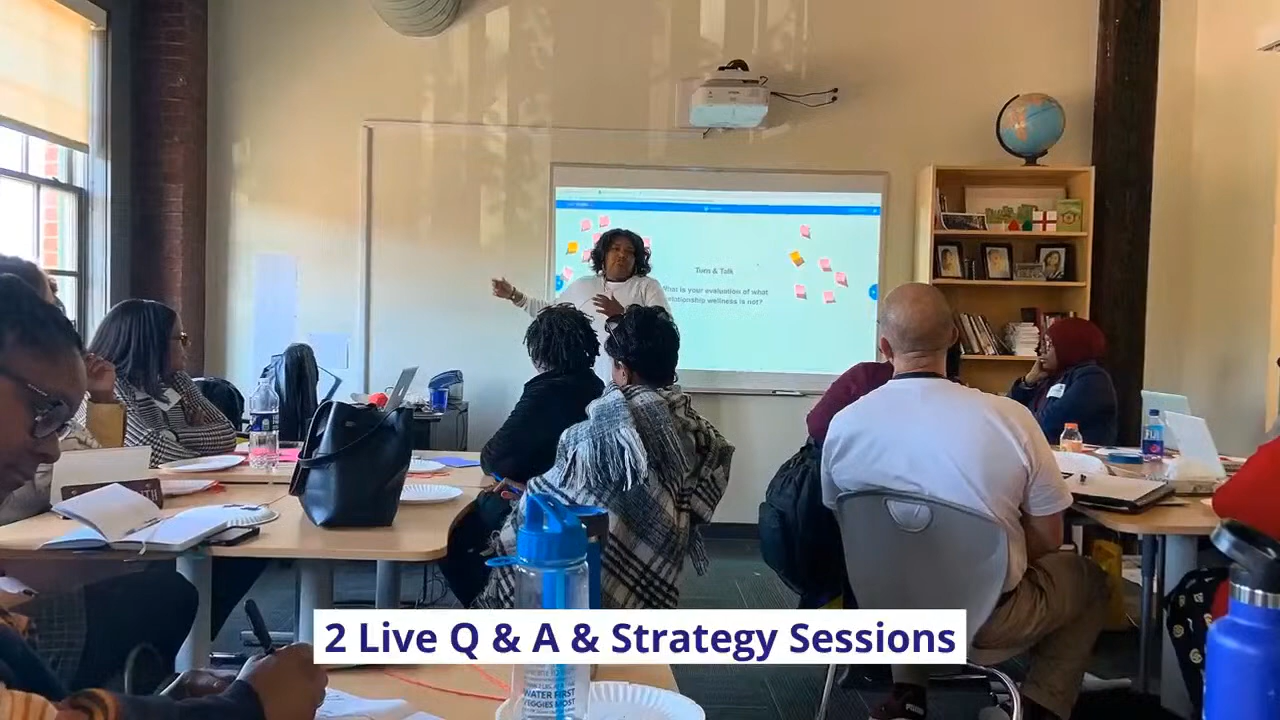 Turn & Talk
What is your evaluation of what
relationship wellness is not?
FIJI
2 Live Q & A & Strategy Sessions
WATER FIRST
VEGGIES MOST